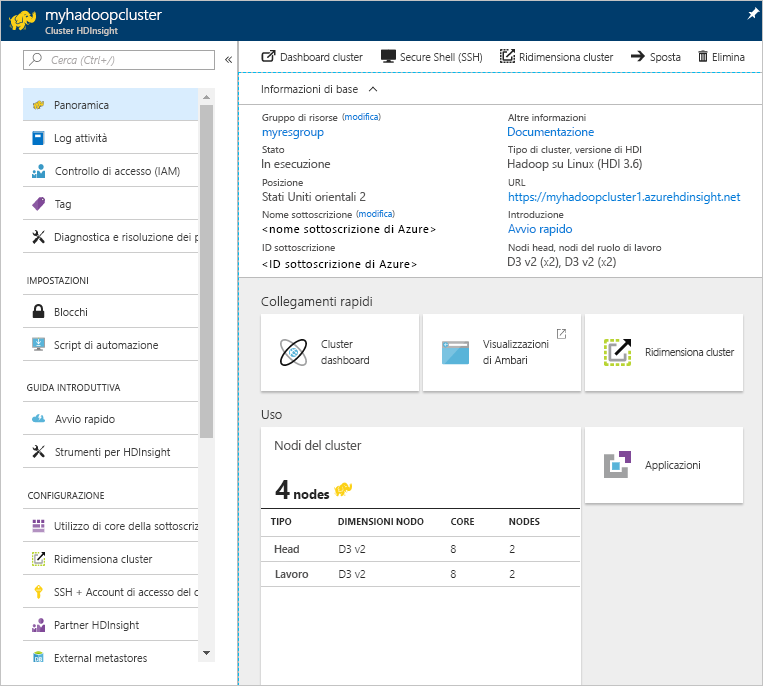 myhadoopcluster
Cluster HDInsight
Cerca (Ctrl+/)
«
Panoramica
Log attività
Controllo di accesso (IAM)
Tag
Diagnostica e risoluzione dei p
IMPOSTAZIONI
Blocchi
Script di automazione
GUIDA INTRODUTTIVA
Avvio rapido
Strumenti per HDInsight
CONFIGURAZIONE
Utilizzo di core della sottoscriz
Ridimensiona cluster
SSH + Account di accesso del c
Partner HDInsight
External metastores
Dashboard cluster
Secure Shell (SSH)
Ridimensiona cluster
Sposta
Elimina
Informazioni di base
Gruppo di risorse (modifica)
myresgroup
Stato
In esecuzione
Posizione
Stati Uniti orientali 2
Nome sottoscrizione (modifica)
<nome sottoscrizione di Azure>
ID sottoscrizione
<ID sottoscrizione di Azure>
Altre informazioni
Documentazione
Tipo di cluster, versione di HDI
Hadoop su Linux (HDI 3.6)
URL
https://myhadoopcluster1.azurehdinsight.net
Introduzione
Avvio rapido
Nodi head, nodi del ruolo di lavoro
D3 v2 (x2), D3 v2 (x2)
Collegamenti rapidi
Cluster
dashboard
Visualizzazioni
di Ambari
Ridimensiona cluster
Uso
Nodi del cluster
4 nodes
TIPO DIMENSIONI NODO CORE NODES
Head D3 v2 8 2
Lavoro D3 v2 8 2
Applicazioni